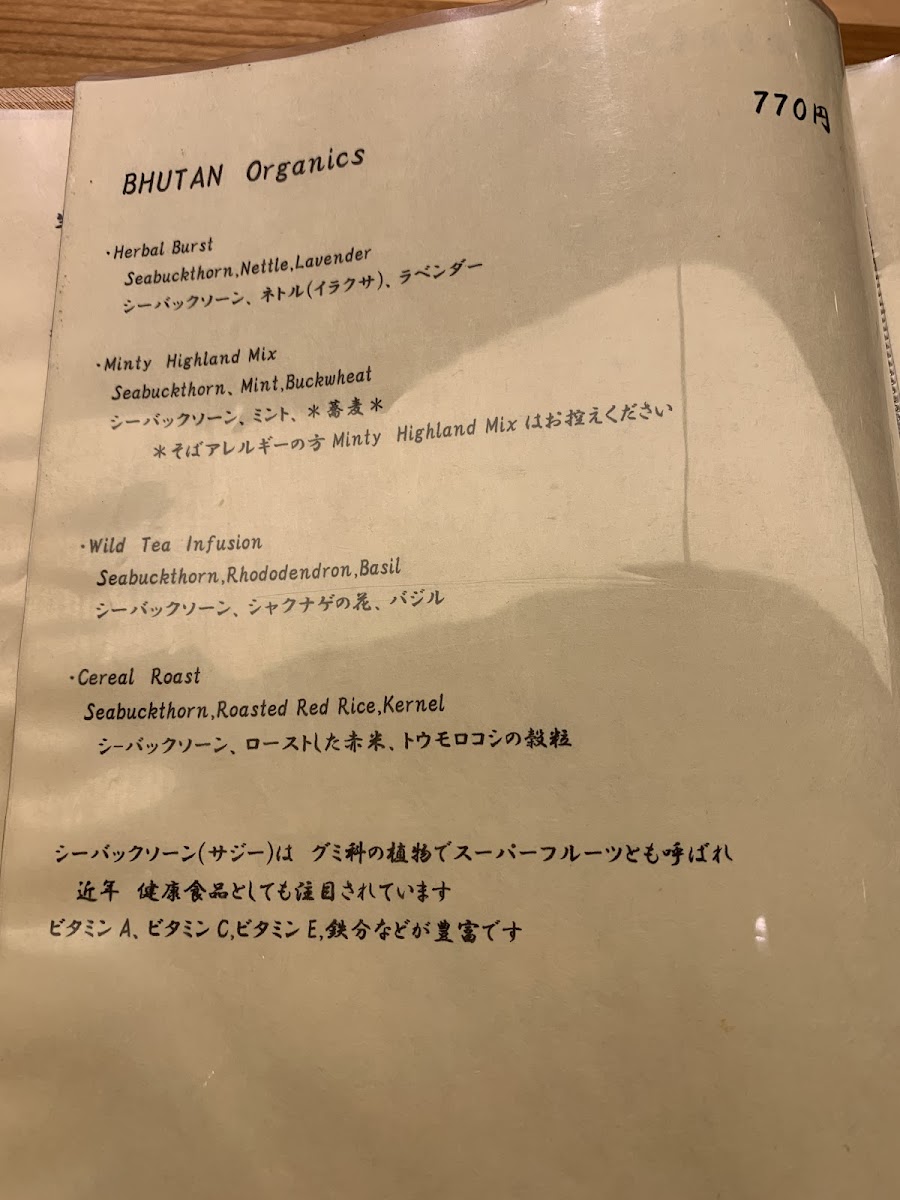 770円
BHUTAN Organics
・Herbal Burst
Seabuckthorn,Nettle,Lavender
シーバックソーン、ネトル(イラクサ)、ラベンダー
・Minty Highland Mix
Seabuckthorn、Mint,Buckwheat
シーバックソーン、ミント、＊蕎麦＊
＊そばアレルギーの方 Minty Highland Mix はお控えください
・Wild Tea Infusion
Seabuckthorn,Rhododendron,Basil
シーバックソーン、シャクナゲの花、バジル
・Cereal Roast
Seabuckthorn,Roasted Red Rice,Kernel
シーバックソーン、ローストした赤米、トウモロコシの穀粒
シーバックソーン(サジー)は グミ科の植物でスーパーフルーツとも呼ばれ
近年 健康食品としても注目されています
ビタミン A、ビタミン C,ビタミン E,鉄分などが豊富です